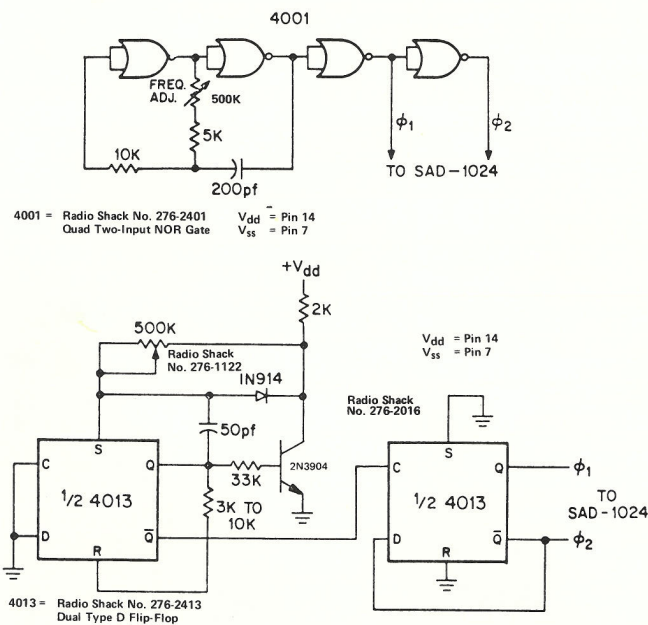 4001
FREQ.
ADJ.
500K
5K
10K
200pf
ϕ1
ϕ2
TO SAD-1024
4001 = Radio Shack No. 276-2401
Quad Two-Input NOR Gate
Vdd = Pin 14
Vss = Pin 7
+Vdd
2K
500K
Radio Shack
No. 276-1122
1N914
50pf
33K
2N3904
3K TO
10K
S
C
Q
1/2 4013
D
Q̅
R
Vdd = Pin 14
Vss = Pin 7
Radio Shack
No. 276-2016
S
C
Q
1/2 4013
D
Q̅
R
ϕ1
TO
SAD-1024
ϕ2
4013 = Radio Shack No. 276-2413
Dual Type D Flip-Flop